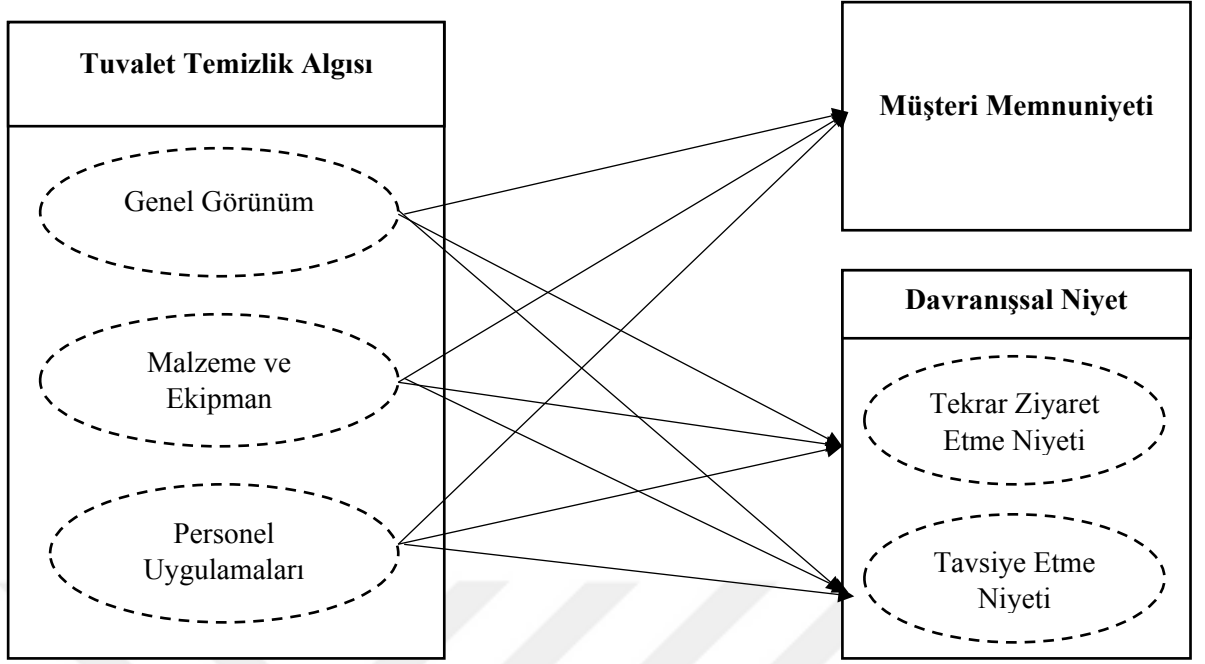 Tuvalet Temizlik Algısı
Genel Görünüm
Malzeme ve
Ekipman
Personel
Uygulamaları
Müşteri Memnuniyeti
Davranışsal Niyet
Tekrar Ziyaret
Etme Niyeti
Tavsiye Etme
Niyeti